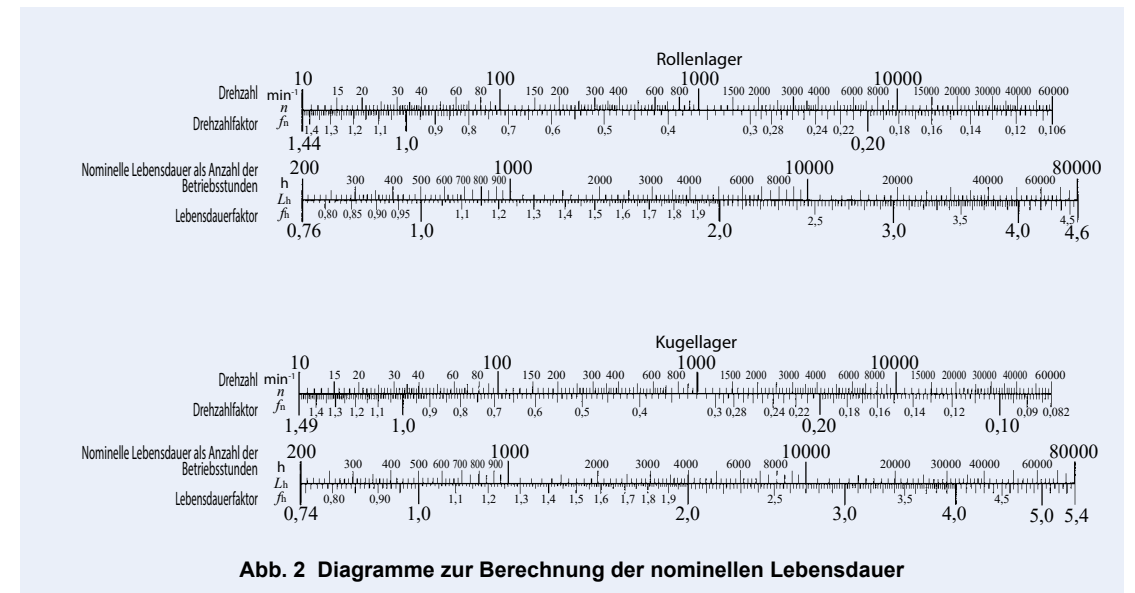 Rollenlager
10 100 1000 10000
Drehzahl min-1 15 20 30 40 60 80 150 200 300 400 600 800 1500 2000 3000 4000 6000 8000 15000 20000 30000 40000 60000
n
Drehzahlfaktor fn 1,4 1,3 1,2 1,1 0,9 0,8 0,7 0,6 0,5 0,4 0,3 0,28 0,24 0,22 0,18 0,16 0,14 0,12 0,106
1,44 1,0 0,20
Nominelle Lebensdauer als Anzahl der 200 1000 10000 80000
Betriebsstunden h 300 400 500 600 700 800 900 2000 3000 4000 6000 8000 20000 40000 60000
Lh
Lebensdauerfaktor fh 0,80 0,85 0,90 0,95 1,1 1,2 1,3 1,4 1,5 1,6 1,7 1,8 1,9 2,5 3,5 4,5
0,76 1,0 2,0 3,0 4,0 4,6
Kugellager
10 100 1000 10000
Drehzahl min-1 15 20 30 40 60 80 150 200 300 400 600 800 1500 2000 3000 4000 6000 8000 15000 20000 30000 40000 60000
n
Drehzahlfaktor fn 1,4 1,3 1,2 1,1 0,9 0,8 0,7 0,6 0,5 0,4 0,3 0,28 0,24 0,22 0,18 0,16 0,14 0,12 0,09 0,082
1,49 1,0 0,20 0,10
Nominelle Lebensdauer als Anzahl der 200 1000 10000 80000
Betriebsstunden h 300 400 500 600 700 800 900 2000 3000 4000 6000 8000 20000 30000 40000 60000
Lh
Lebensdauerfaktor fh 0,80 0,90 1,1 1,2 1,3 1,4 1,5 1,6 1,7 1,8 1,9 2,5 3,5 4,5
0,74 1,0 2,0 3,0 4,0 5,0 5,4
Abb. 2 Diagramme zur Berechnung der nominellen Lebensdauer